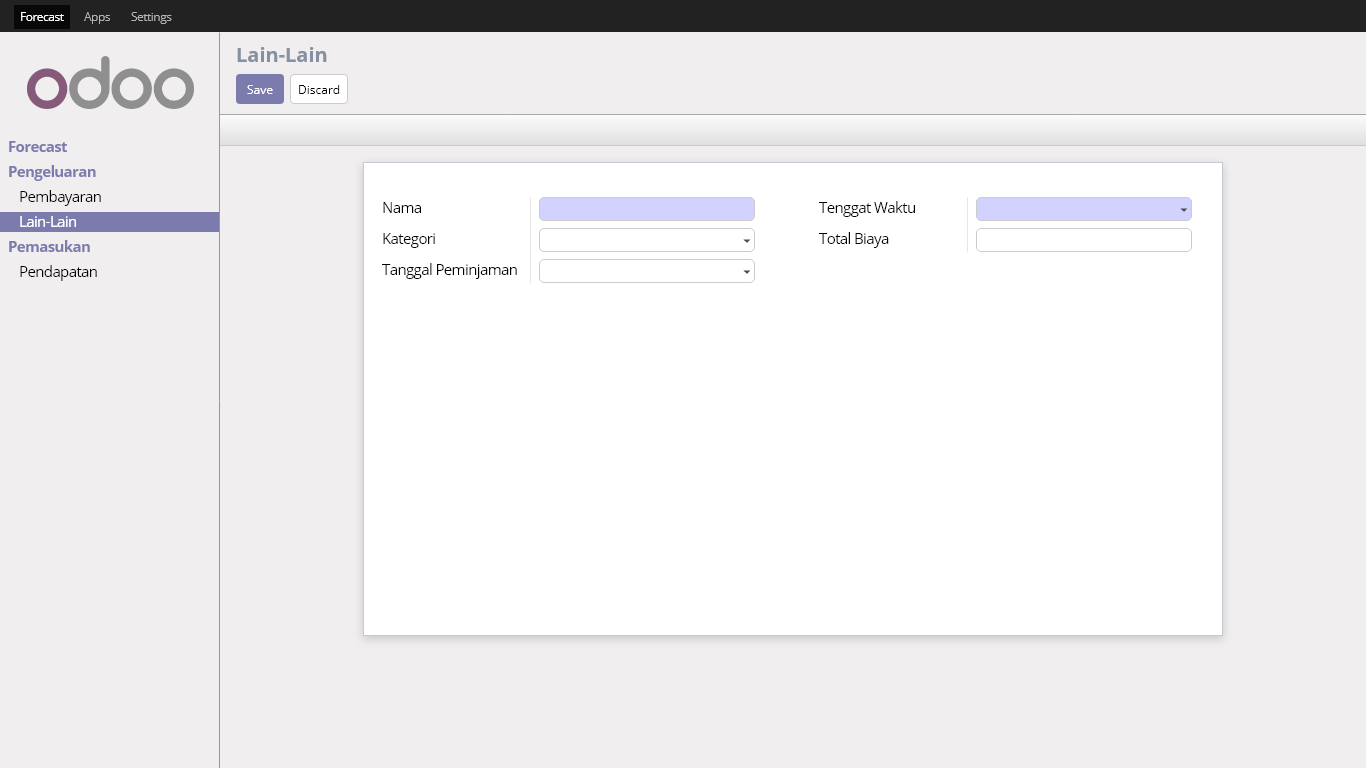 Forecast Apps Settings
odoo
Forecast
Pengeluaran
Pembayaran
Lain-Lain
Pemasukan
Pendapatan
Lain-Lain
Save Discard
Nama
Kategori
Tanggal Peminjaman
Tenggat Waktu
Total Biaya